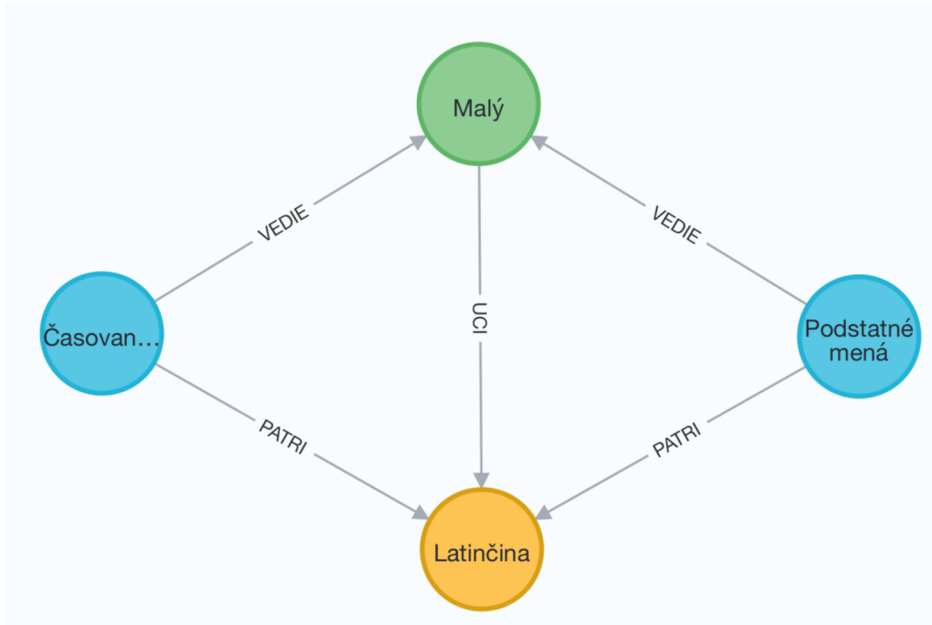 Malý
VEDIE
VEDIE
UCI
Časovan…
Podstatné
mená
PATRI
PATRI
Latinčina